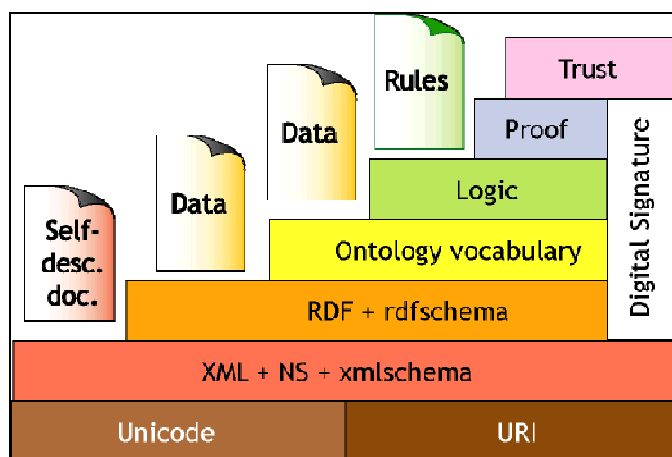 Trust
Rules
Proof
Data
Logic
Digital Signature
Data
Self-
desc.
doc.
Ontology vocabulary
RDF + rdfschema
XML + NS + xmlschema
Unicode
URI